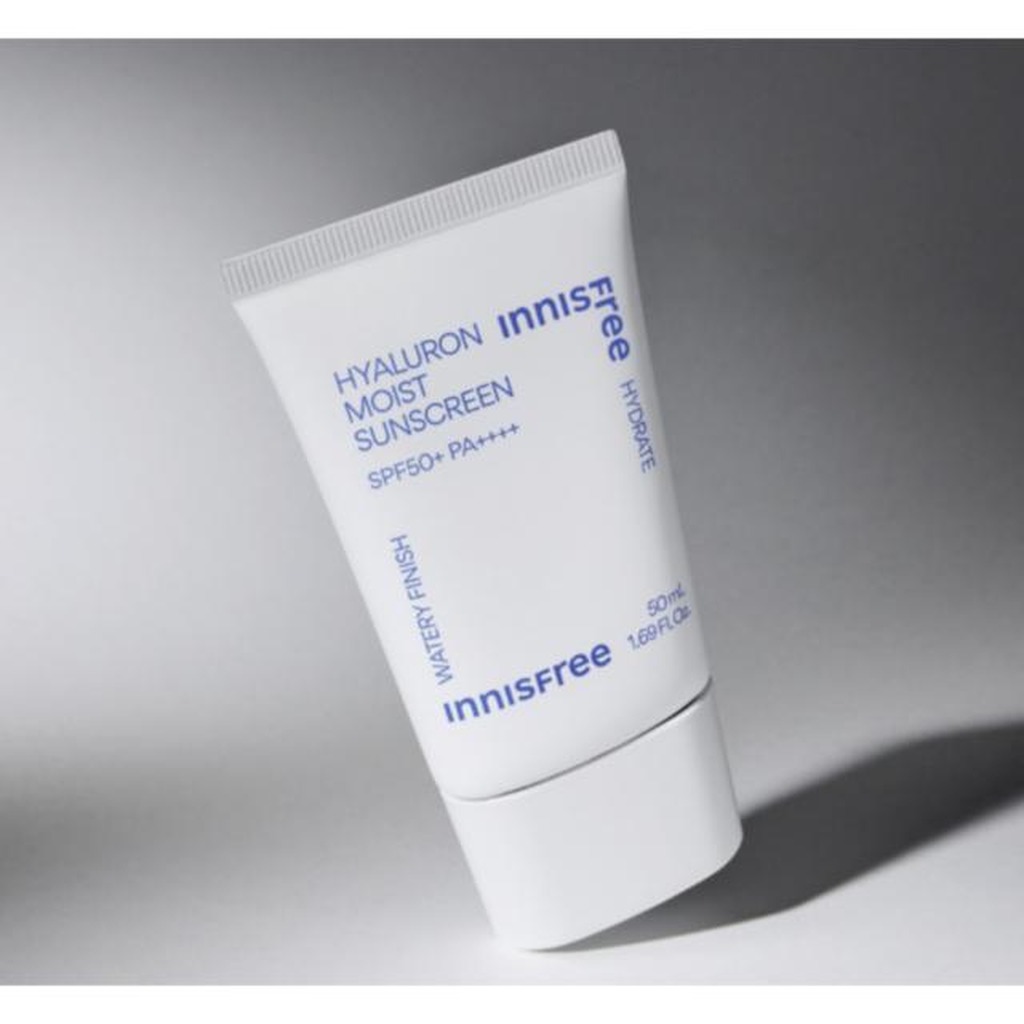 INNISFree
HYALURON
MOIST
SUNSCREEN
SPF50+ PA++++
HYDRATE
WATERY FINISH
50 mL
1.69 Fl. Oz.
INNISFree